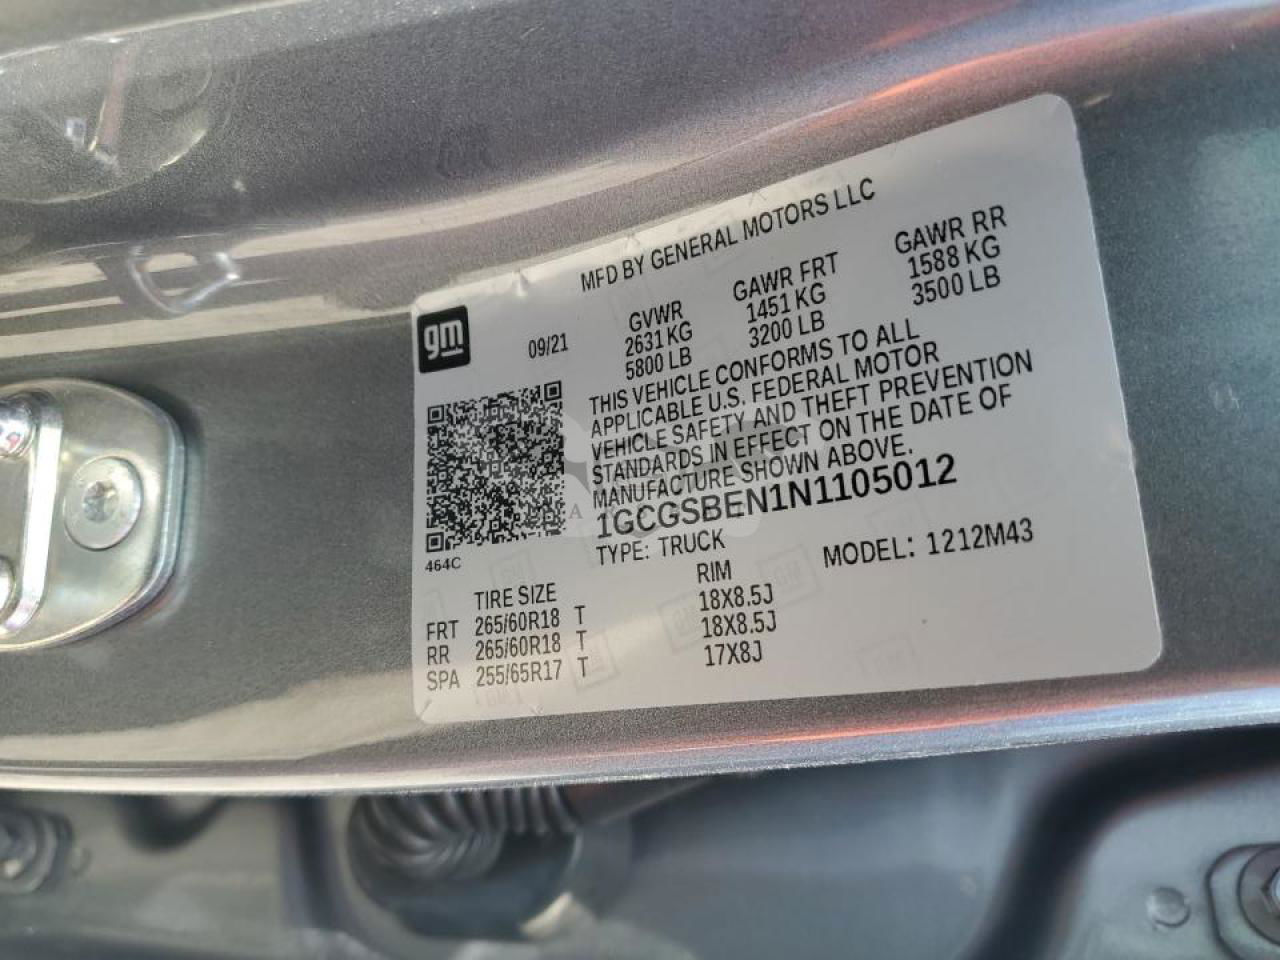 MFD BY GENERAL MOTORS LLC
gm
09/21
GVWR GAWR FRT GAWR RR
2631 KG 1451 KG 1588 KG
5800 LB 3200 LB 3500 LB
THIS VEHICLE CONFORMS TO ALL
APPLICABLE U.S. FEDERAL MOTOR
VEHICLE SAFETY AND THEFT PREVENTION
STANDARDS IN EFFECT ON THE DATE OF
MANUFACTURE SHOWN ABOVE.
1GCGSBEN1N1105012
464C
TYPE: TRUCK MODEL: 1212M43
TIRE SIZE RIM
FRT 265/60R18 T 18X8.5J
RR 265/60R18 T 18X8.5J
SPA 255/65R17 T 17X8J